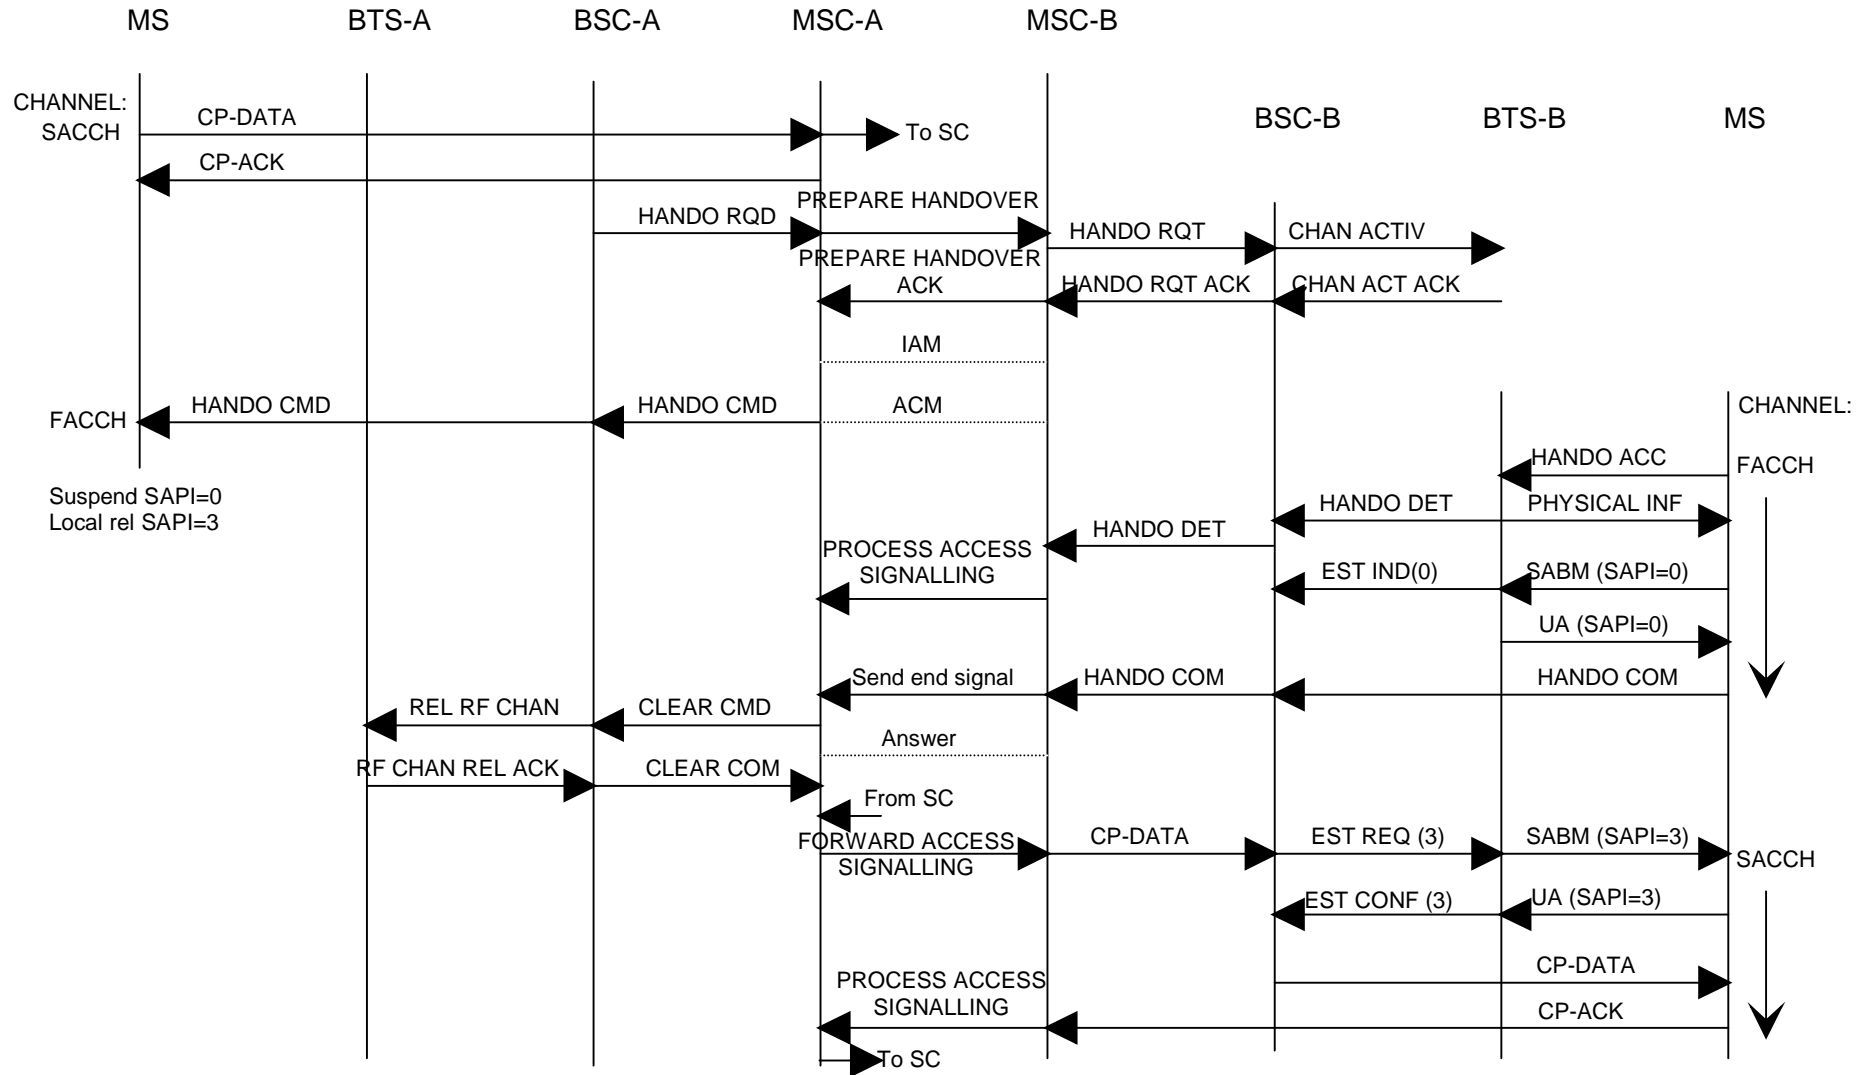 MS BTS-A BSC-A MSC-A MSC-B
CHANNEL:
SACCH
CP-DATA
To SC
BSC-B BTS-B MS
CP-ACK
PREPARE HANDOVER
HANDO RQD
HANDO RQT
CHAN ACTIV
PREPARE HANDOVER
ACK
HANDO RQT ACK
CHAN ACT ACK
IAM
FACCH
HANDO CMD
HANDO CMD
ACM
CHANNEL:
HANDO ACC
FACCH
Suspend SAPI=0
Local rel SAPI=3
HANDO DET
PHYSICAL INF
HANDO DET
PROCESS ACCESS
SIGNALLING
EST IND(0)
SABM (SAPI=0)
UA (SAPI=0)
Send end signal
HANDO COM
HANDO COM
REL RF CHAN
CLEAR CMD
Answer
RF CHAN REL ACK
CLEAR COM
From SC
FORWARD ACCESS
SIGNALLING
CP-DATA
EST REQ (3)
SABM (SAPI=3)
SACCH
EST CONF (3)
UA (SAPI=3)
CP-DATA
PROCESS ACCESS
SIGNALLING
CP-ACK
To SC